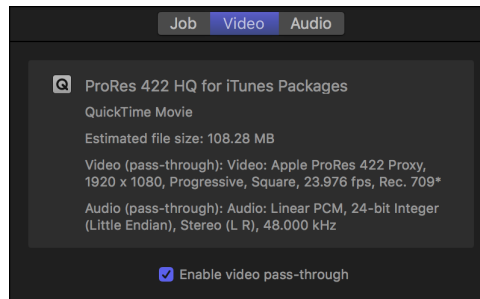 Job Video Audio
Q ProRes 422 HQ for iTunes Packages
QuickTime Movie
Estimated file size: 108.28 MB
Video (pass-through): Video: Apple ProRes 422 Proxy,
1920 x 1080, Progressive, Square, 23.976 fps, Rec. 709*
Audio (pass-through): Audio: Linear PCM, 24-bit Integer
(Little Endian), Stereo (L R), 48.000 kHz
Enable video pass-through